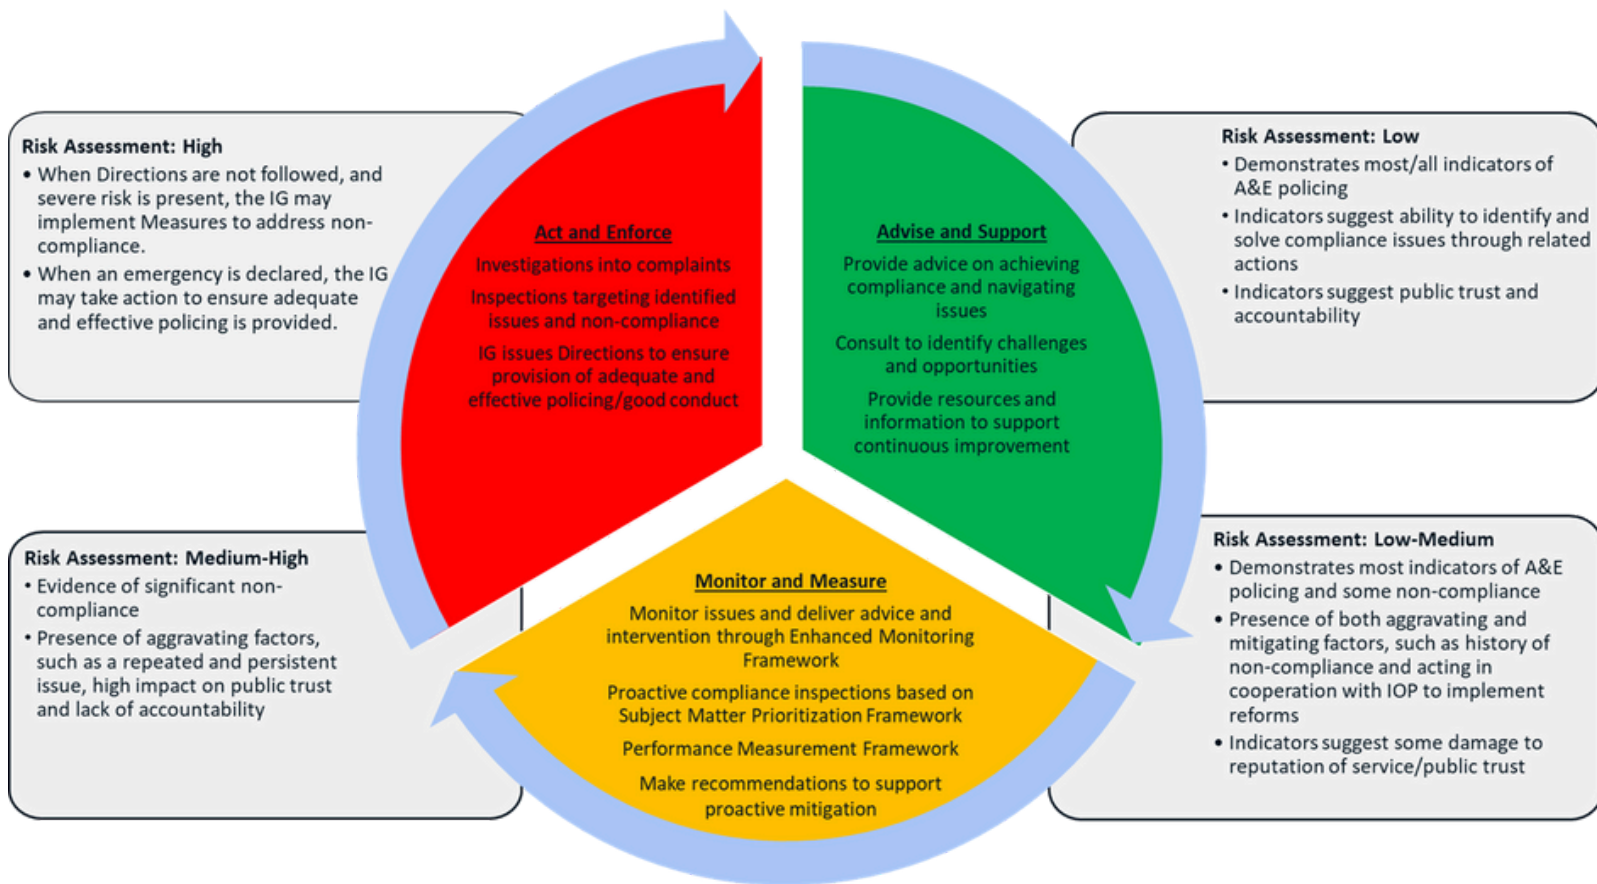 Risk Assessment: High
• When Directions are not followed, and
severe risk is present, the IG may
implement Measures to address non-
compliance.
• When an emergency is declared, the IG
may take action to ensure adequate
and effective policing is provided.
Act and Enforce
Investigations into complaints
Inspections targeting identified
issues and non-compliance
IG issues Directions to ensure
provision of adequate and
effective policing/good conduct
Advise and Support
Provide advice on achieving
compliance and navigating
issues
Consult to identify challenges
and opportunities
Provide resources and
information to support
continuous improvement
Risk Assessment: Low
• Demonstrates most/all indicators of
A&E policing
• Indicators suggest ability to identify and
solve compliance issues through related
actions
• Indicators suggest public trust and
accountability
Risk Assessment: Medium-High
• Evidence of significant non-
compliance
• Presence of aggravating factors,
such as a repeated and persistent
issue, high impact on public trust
and lack of accountability
Monitor and Measure
Monitor issues and deliver advice and
intervention through Enhanced Monitoring
Framework
Proactive compliance inspections based on
Subject Matter Prioritization Framework
Performance Measurement Framework
Make recommendations to support
proactive mitigation
Risk Assessment: Low-Medium
• Demonstrates most indicators of A&E
policing and some non-compliance
• Presence of both aggravating and
mitigating factors, such as history of
non-compliance and acting in
cooperation with IOP to implement
reforms
• Indicators suggest some damage to
reputation of service/public trust